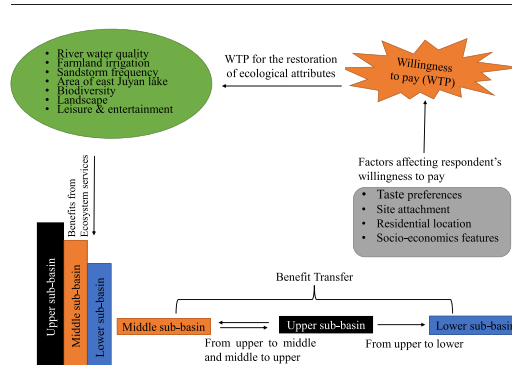 • River water quality
• Farmland irrigation
• Sandstorm frequency
• Area of east Juyan lake
• Biodiversity
• Landscape
• Leisure & entertainment
WTP for the restoration
of ecological attributes
Willingness
to pay (WTP)
Factors affecting respondent's
willingness to pay
• Taste preferences
• Site attachment
• Residential location
• Socio-economics features
Benefits from
Ecosystem services
Upper sub-basin
Middle sub-basin
Lower sub-basin
Benefit Transfer
Middle sub-basin
Upper sub-basin
Lower sub-basin
From upper to middle
and middle to upper
From upper to lower